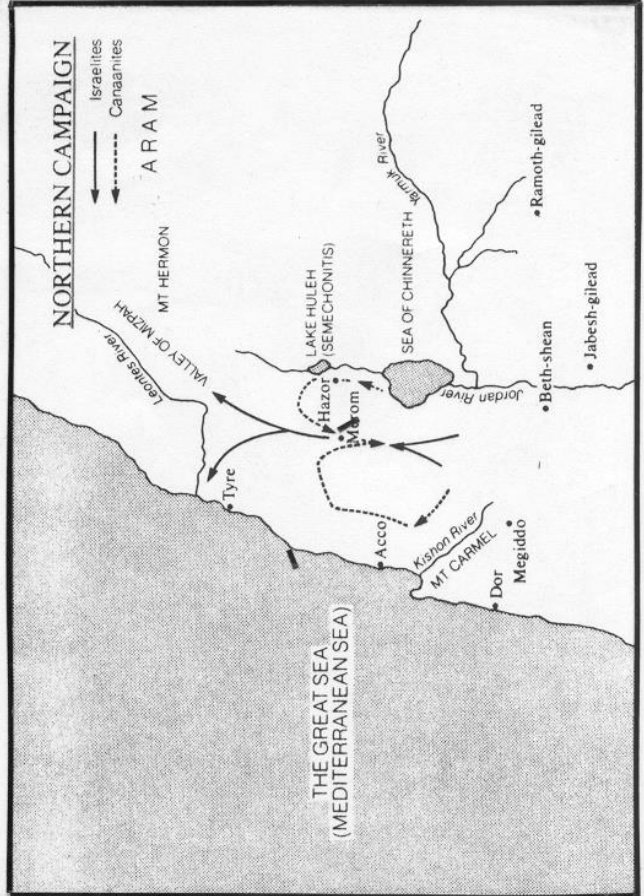 NORTHERN CAMPAIGN
Israelites
Canaanites
ARAM
MT HERMON
VALLEY OF MIZPAH
Leontes River
Tyre
LAKE HULEH
(SEMECHONITIS)
Hazor
Merom
SEA OF CHINNERETH
Yarmuk River
Acco
Kishon River
MT CARMEL
Dor
Megiddo
Jordan River
Beth-shean
Jabesh-gilead
Ramoth-gilead
THE GREAT SEA
(MEDITERRANEAN SEA)